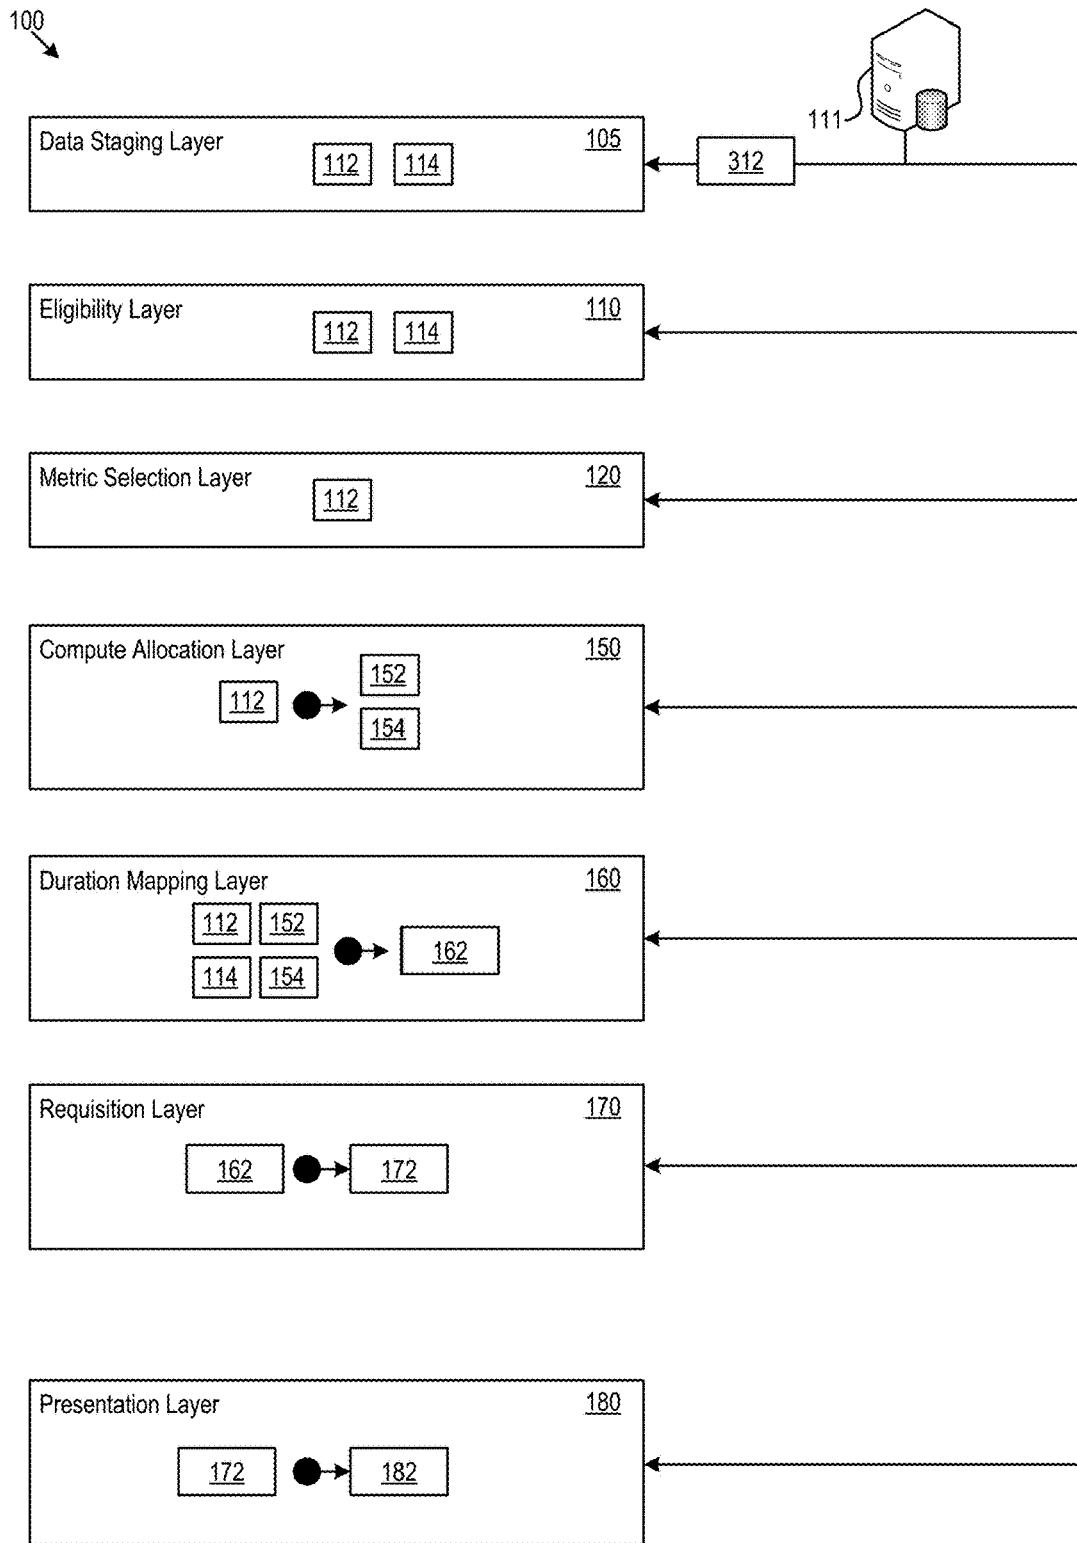 100
111
Data Staging Layer 105
112 114
312
Eligibility Layer 110
112 114
Metric Selection Layer 120
112
Compute Allocation Layer 150
152
112
154
Duration Mapping Layer 160
112 152
162
114 154
Requisition Layer 170
162 172
Presentation Layer 180
172 182